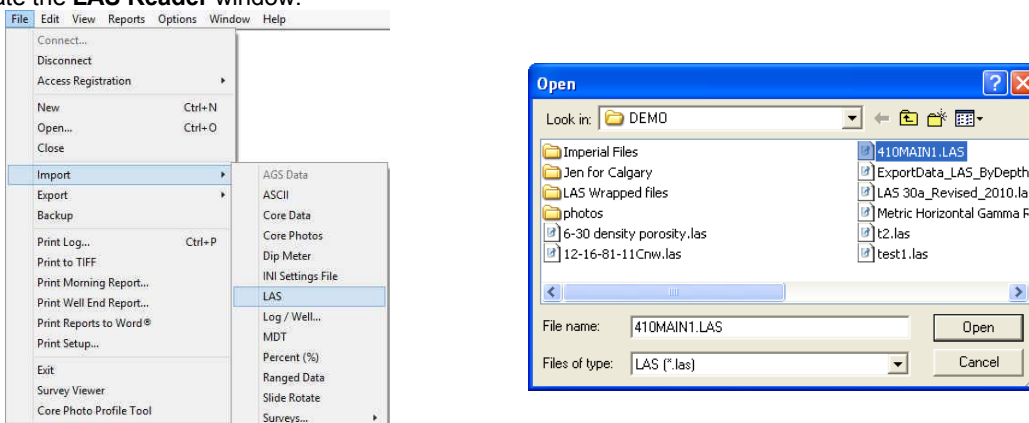 ate the LAS Reader window.
File Edit View Reports Options Window Help
Connect...
Disconnect
Access Registration
New Ctrl+N
Open... Ctrl+O
Close
Import
Export
Backup
Print Log... Ctrl+P
Print to TIFF
Print Morning Report...
Print Well End Report...
Print Reports to Word®
Print Setup...
Exit
Survey Viewer
Core Photo Profile Tool
AGS Data
ASCII
Core Data
Core Photos
Dip Meter
INI Settings File
LAS
Log / Well...
MDT
Percent (%)
Ranged Data
Slide Rotate
Surveys...
Open
Look in: DEMO
Imperial Files
Jen for Calgary
LAS Wrapped files
photos
6-30 density porosity.las
12-16-81-11Cnw.las
410MAIN1.LAS
ExportData_LAS_ByDepth
LAS 30a_Revised_2010.la
Metric Horizontal Gamma R
t2.las
test1.las
File name: 410MAIN1.LAS Open
Files of type: LAS (*.las) Cancel